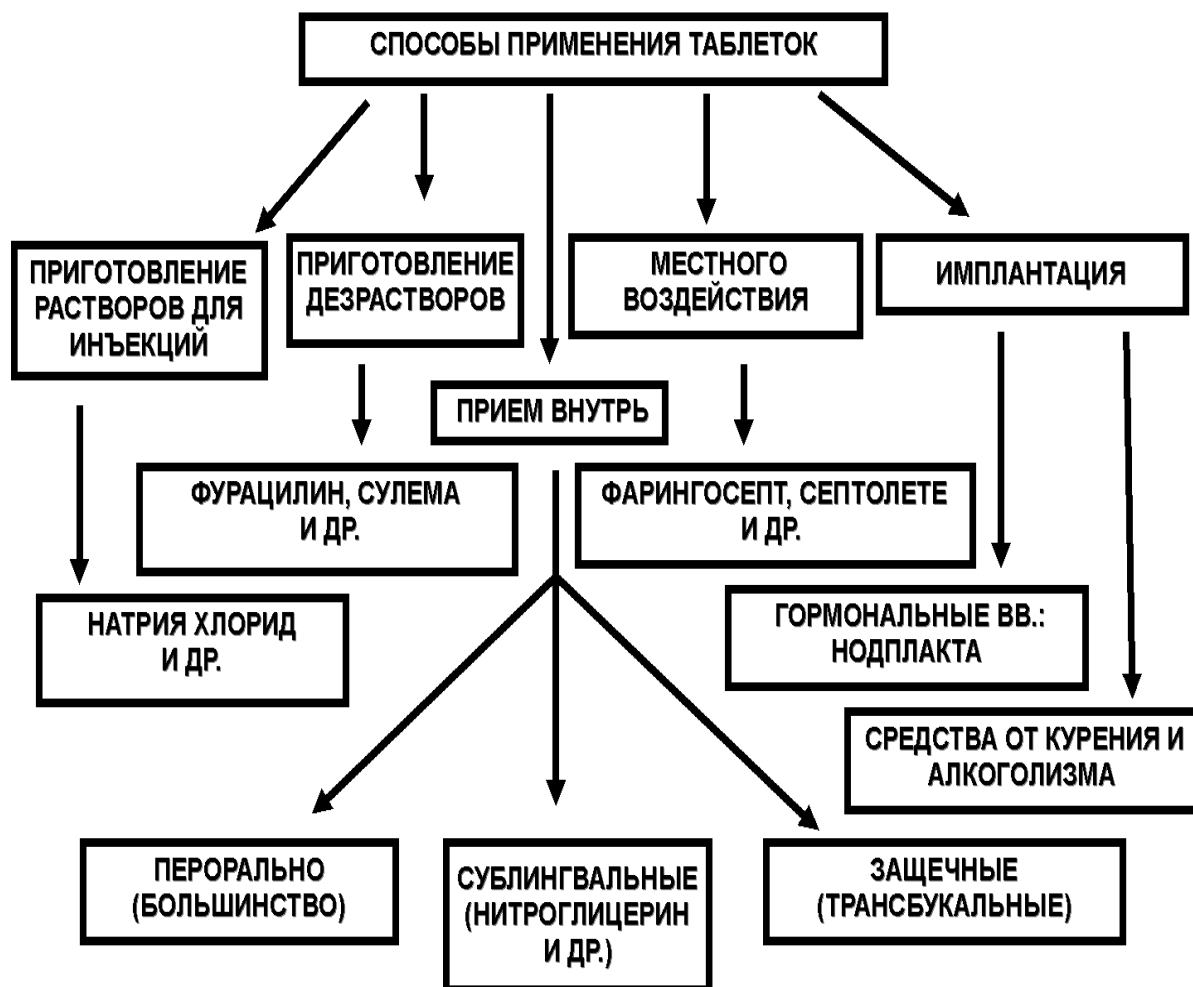 СПОСОБЫ ПРИМЕНЕНИЯ ТАБЛЕТОК
ПРИГОТОВЛЕНИЕ
РАСТВОРОВ ДЛЯ
ИНЪЕКЦИЙ
ПРИГОТОВЛЕНИЕ
ДЕЗРАСТВОРОВ
МЕСТНОГО
ВОЗДЕЙСТВИЯ
ИМПЛАНТАЦИЯ
ПРИЕМ ВНУТРЬ
ФУРАЦИЛИН, СУЛЕМА
И ДР.
ФАРИНГОСЕПТ, СЕПТОЛЕТЕ
И ДР.
НАТРИЯ ХЛОРИД
И ДР.
ГОРМОНАЛЬНЫЕ ВВ.:
НОДПЛАКТА
СРЕДСТВА ОТ КУРЕНИЯ И
АЛКОГОЛИЗМА
ПЕРОРАЛЬНО
(БОЛЬШИНСТВО)
СУБЛИНГВАЛЬНЫЕ
(НИТРОГЛИЦЕРИН
И ДР.)
ЗАЩЕЧНЫЕ
(ТРАНСБУКАЛЬНЫЕ)